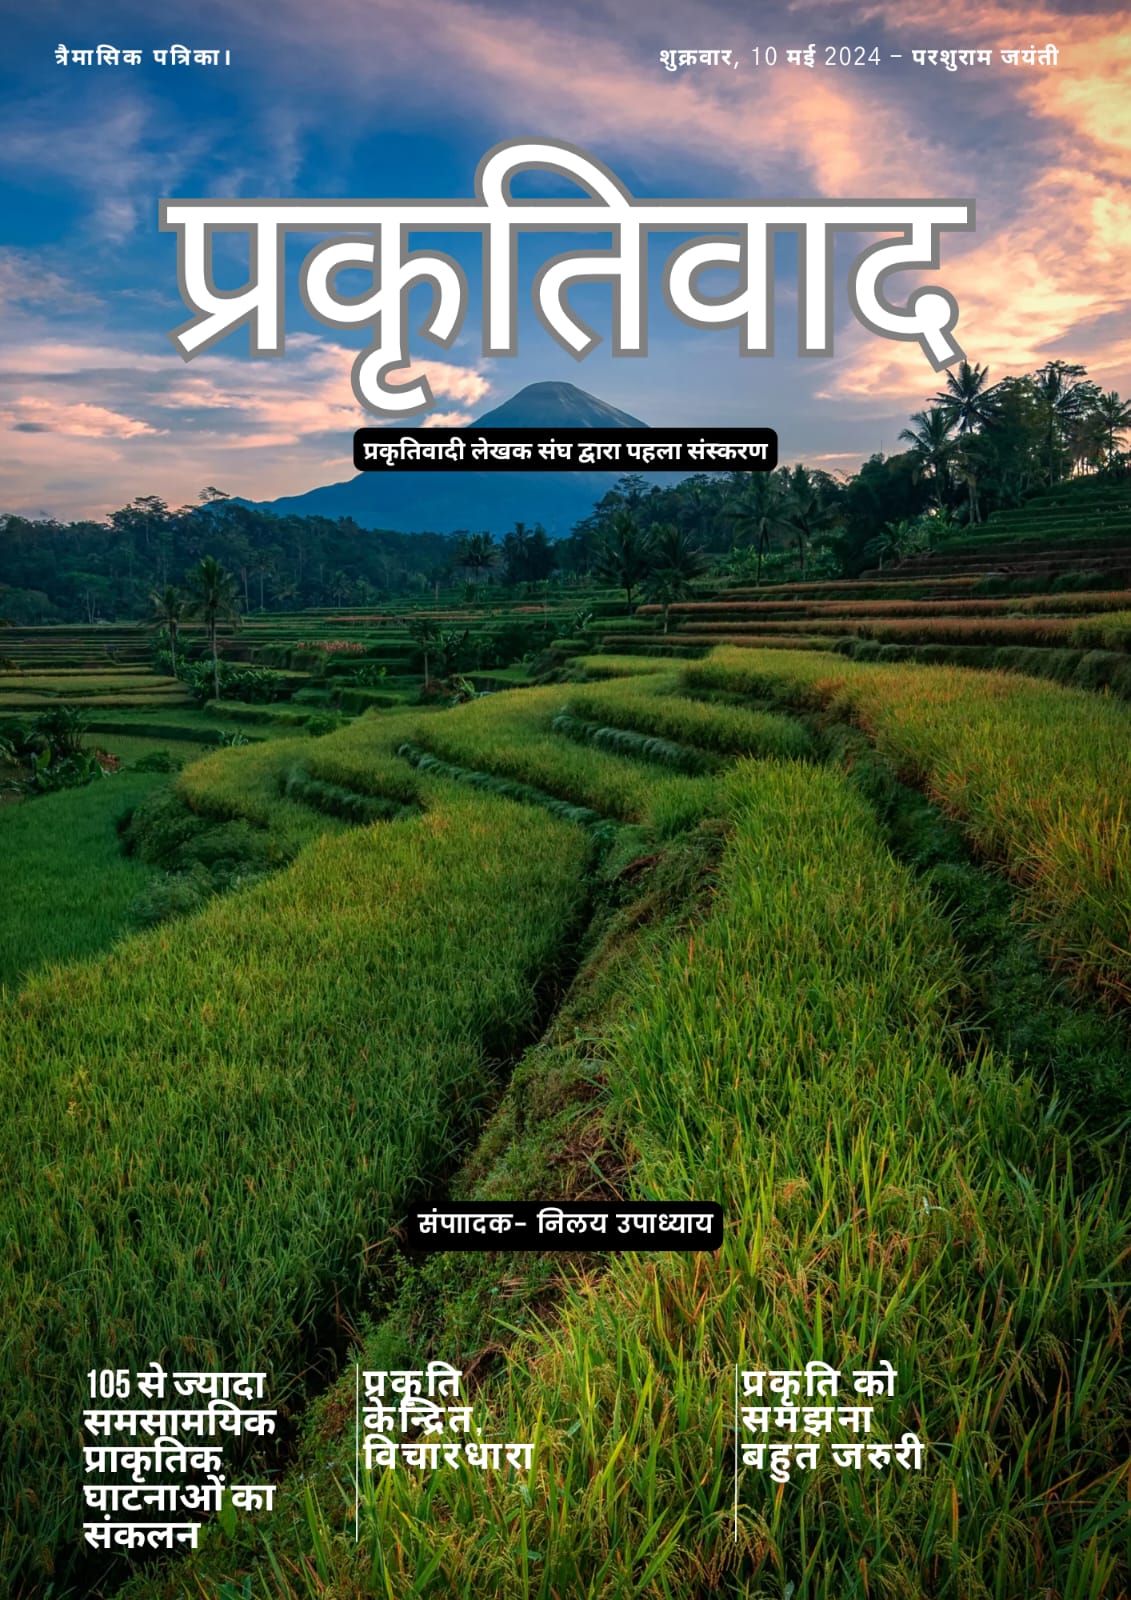 त्रैमासिक पत्रिका।
शुक्रवार, 10 मई 2024 – परशुराम जयंती
प्रकृतिवाद
प्रकृतिवादी लेखक संघ द्वारा पहला संस्करण
संपाादक- निलय उपाध्याय
105 से ज्यादा
समसामयिक
प्राकृतिक
घाटनाओं का
संकलन
प्रकृति
केन्द्रित,
विचारधारा
प्रकृति को
समझना
बहुत जरुरी